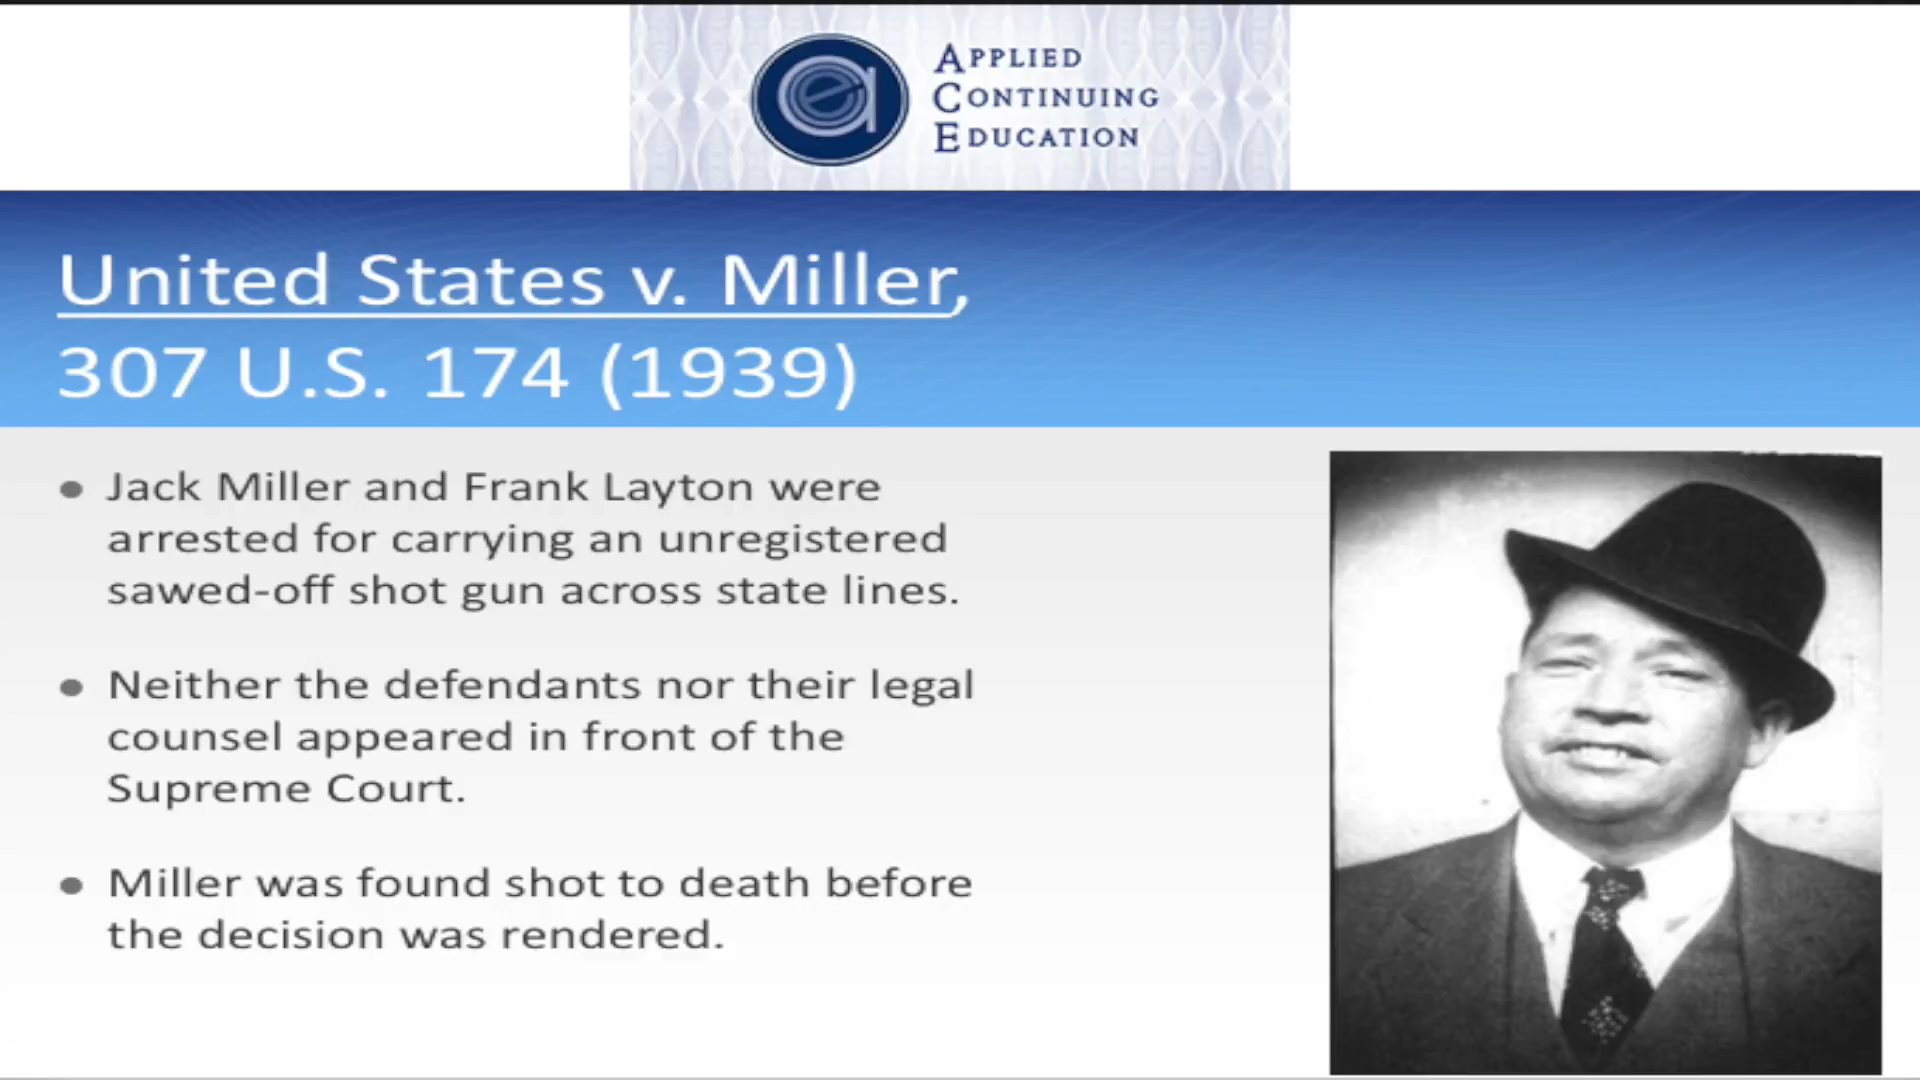 APPLIED
CONTINUING
EDUCATION
United States v. Miller,
307 U.S. 174 (1939)
• Jack Miller and Frank Layton were
arrested for carrying an unregistered
sawed-off shot gun across state lines.
• Neither the defendants nor their legal
counsel appeared in front of the
Supreme Court.
• Miller was found shot to death before
the decision was rendered.